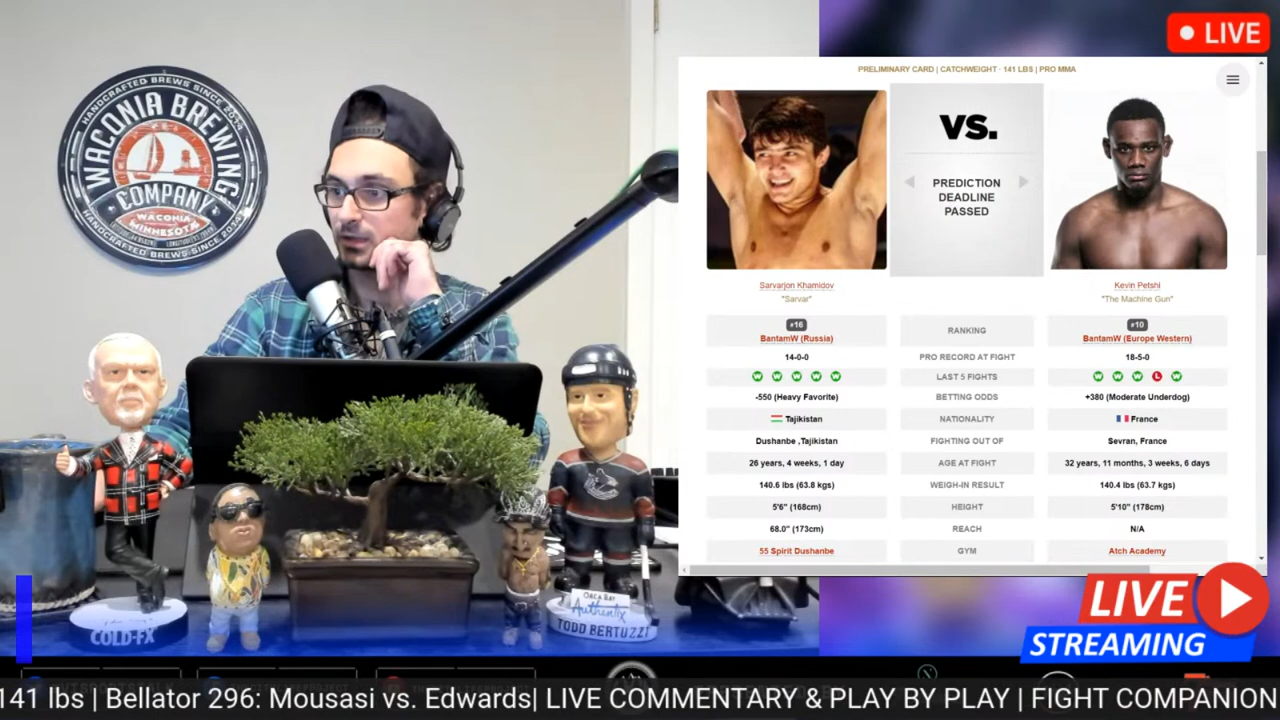 HANDCRAFTED BREWS SINCE 2014
WACONIA BREWING
COMPANY
WACONIA
MINNESOTA
HANDCRAFTED BREWS SINCE
LIVE
PRELIMINARY CARD | CATCHWEIGHT · 141 LBS | PRO MMA
VS.
PREDICTION
DEADLINE
PASSED
Sarvarjon Khamidov
Kevin Petshi
"Sarvar"
"The Machine Gun"
#16
BantamW (Russia)
RANKING
#10
BantamW (Europe Western)
14-0-0
PRO RECORD AT FIGHT
18-5-0
W W W W W
LAST 5 FIGHTS
W W W L W
-550 (Heavy Favorite)
BETTING ODDS
+380 (Moderate Underdog)
Tajikistan
NATIONALITY
France
Dushanbe ,Tajikistan
FIGHTING OUT OF
Sevran, France
26 years, 4 weeks, 1 day
AGE AT FIGHT
32 years, 11 months, 3 weeks, 6 days
140.6 lbs (63.8 kgs)
WEIGH-IN RESULT
140.4 lbs (63.7 kgs)
5'6" (168cm)
HEIGHT
5'10" (178cm)
68.0" (173cm)
REACH
N/A
55 Spirit Dushanbe
GYM
Atch Academy
COLD-FX
ORCA BAY
Authentix
TODD BERTUZZI
LIVE
STREAMING
141 lbs | Bellator 296: Mousasi vs. Edwards| LIVE COMMENTARY & PLAY BY PLAY | FIGHT COMPANION